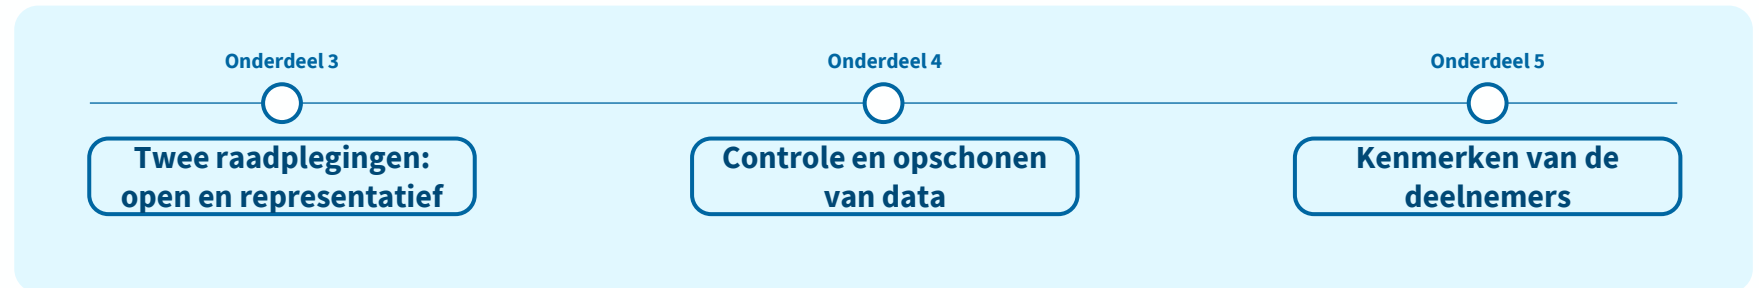 Onderdeel 3
Twee raadplegingen:
open en representatief
Onderdeel 4
Controle en opschonen
van data
Onderdeel 5
Kenmerken van de
deelnemers